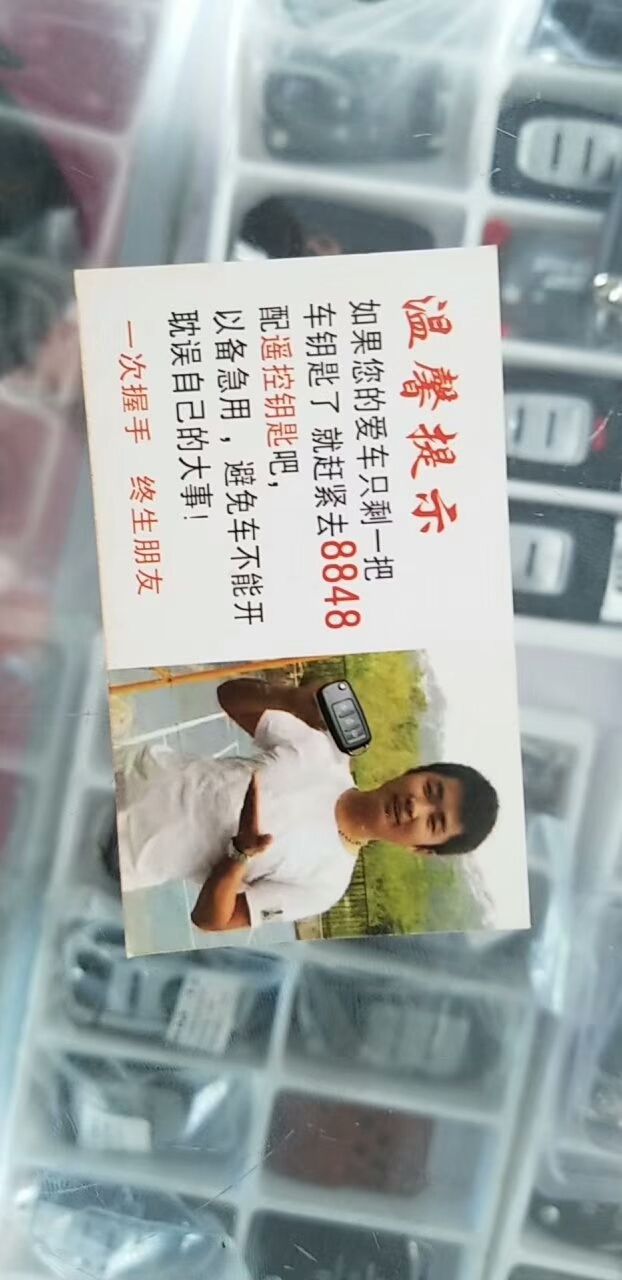 温馨提示
如果您的爱车只剩一把
车钥匙了 就赶紧去8848
配遥控钥匙吧，
以备急用，避免车不能开
耽误自己的大事！
一次握手 终生朋友